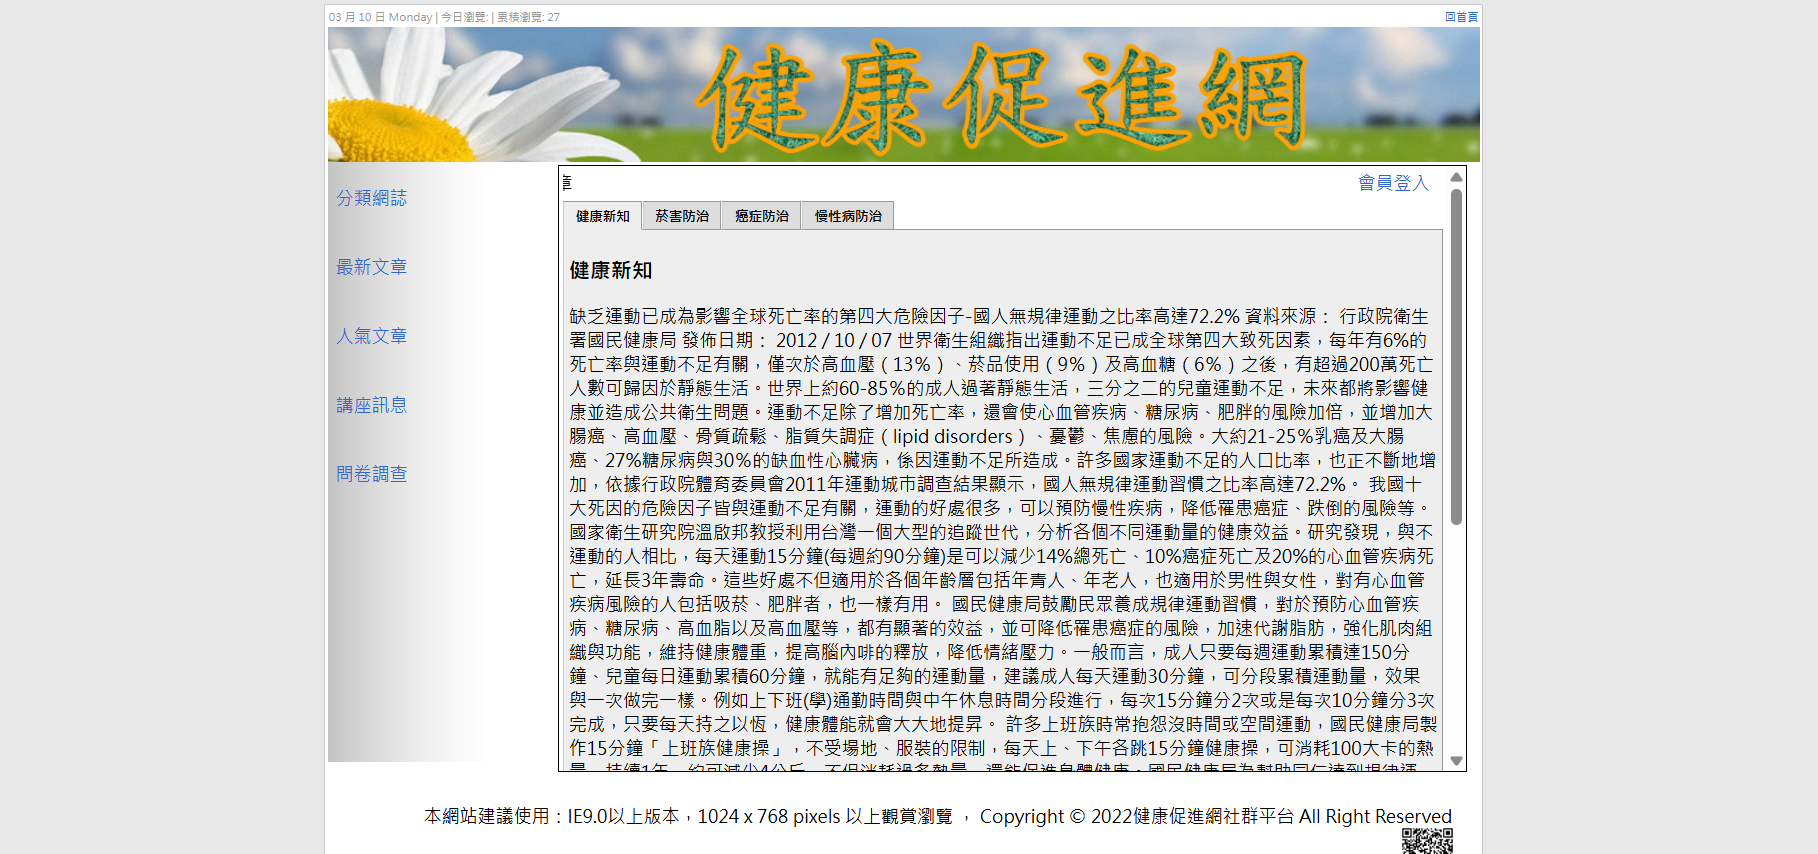 03 月 10 日 Monday | 今日瀏覽: | 累積瀏覽: 27
回首頁
健康促進網
分類網誌
最新文章
人氣文章
講座訊息
問卷調查
章
會員登入
健康新知
菸害防治
癌症防治
慢性病防治
健康新知
缺乏運動已成為影響全球死亡率的第四大危險因子-國人無規律運動之比率高達72.2% 資料來源： 行政院衛生
署國民健康局 發佈日期： 2012 / 10 / 07 世界衛生組織指出運動不足已成全球第四大致死因素，每年有6%的
死亡率與運動不足有關，僅次於高血壓（13%）、菸品使用（9%）及高血糖（6%）之後，有超過200萬死亡
人數可歸因於靜態生活。世界上約60-85%的成人過著靜態生活，三分之二的兒童運動不足，未來都將影響健
康並造成公共衛生問題。運動不足除了增加死亡率，還會使心血管疾病、糖尿病、肥胖的風險加倍，並增加大
腸癌、高血壓、骨質疏鬆、脂質失調症（lipid disorders）、憂鬱、焦慮的風險。大約21-25%乳癌及大腸
癌、27%糖尿病與30%的缺血性心臟病，係因運動不足所造成。許多國家運動不足的人口比率，也正不斷地增
加，依據行政院體育委員會2011年運動城市調查結果顯示，國人無規律運動習慣之比率高達72.2%。 我國十
大死因的危險因子皆與運動不足有關，運動的好處很多，可以預防慢性疾病，降低罹患癌症、跌倒的風險等。
國家衛生研究院溫啟邦教授利用台灣一個大型的追蹤世代，分析各個不同運動量的健康效益。研究發現，與不
運動的人相比，每天運動15分鐘(每週約90分鐘)是可以減少14%總死亡、10%癌症死亡及20%的心血管疾病死
亡，延長3年壽命。這些好處不但適用於各個年齡層包括年青人、年老人，也適用於男性與女性，對有心血管
疾病風險的人包括吸菸、肥胖者，也一樣有用。 國民健康局鼓勵民眾養成規律運動習慣，對於預防心血管疾
病、糖尿病、高血脂以及高血壓等，都有顯著的效益，並可降低罹患癌症的風險，加速代謝脂肪，強化肌肉組
織與功能，維持健康體重，提高腦內啡的釋放，降低情緒壓力。一般而言，成人只要每週運動累積達150分
鐘、兒童每日運動累積60分鐘，就能有足夠的運動量，建議成人每天運動30分鐘，可分段累積運動量，效果
與一次做完一樣。例如上下班(學)通勤時間與中午休息時間分段進行，每次15分鐘分2次或是每次10分鐘分3次
完成，只要每天持之以恆，健康體能就會大大地提昇。 許多上班族時常抱怨沒時間或空間運動，國民健康局製
作15分鐘「上班族健康操」，不受場地、服裝的限制，每天上、下午各跳15分鐘健康操，可消耗100大卡的熱
量，持續1年，約可減少4公斤，不但消耗過多熱量，還能促進身體健康。國民健康局為幫助同仁達到規律運
本網站建議使用：IE9.0以上版本，1024 x 768 pixels 以上觀賞瀏覽 ， Copyright © 2022健康促進網社群平台 All Right Reserved